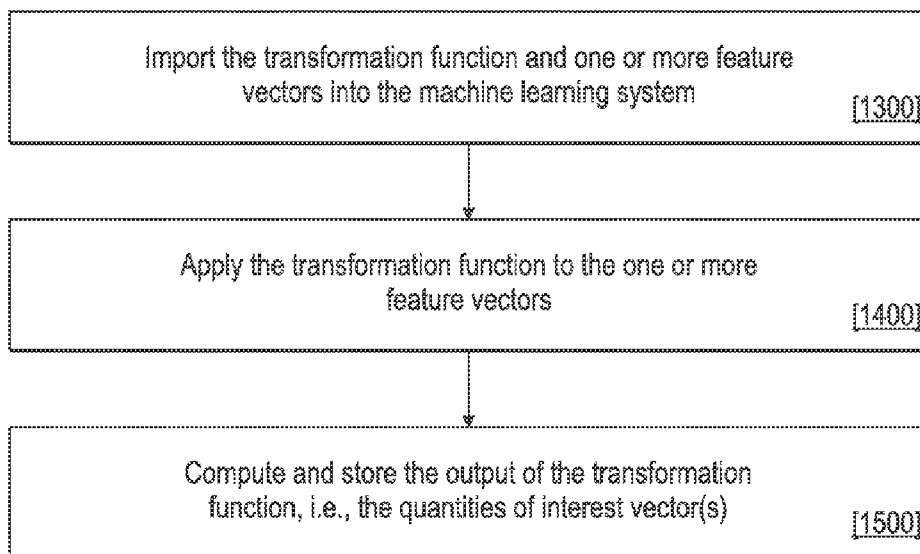 Import the transformation function and one or more feature
vectors into the machine learning system
[1300]
Apply the transformation function to the one or more
feature vectors
[1400]
Compute and store the output of the transformation
function, i.e., the quantities of interest vector(s)
[1500]